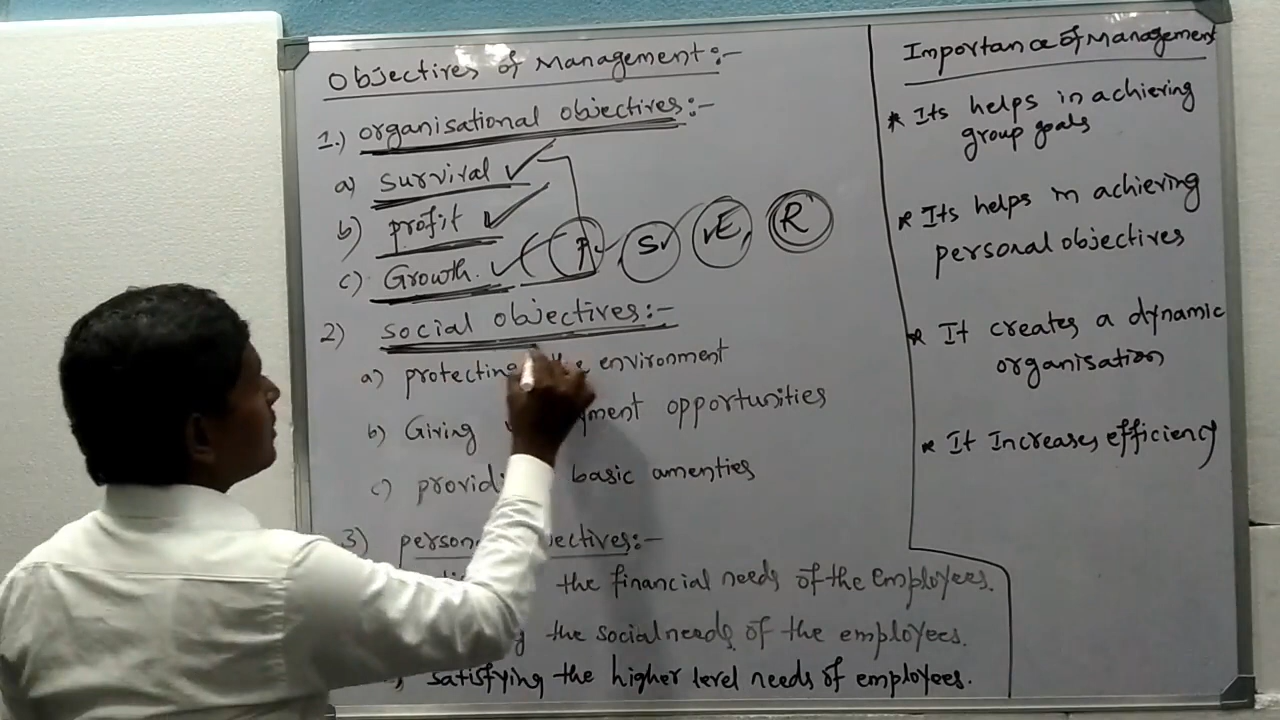 Objectives of Management:-
1.) organisational objectives:-
a) survival
b) profit
c) Growth. P, S, E, R
2) social objectives:-
a) protecting environment
b) Giving opportunities
c) basic amenties
3)
the financial needs of the employees.
the social needs of the employees.
satisfying the higher level needs of employees.
Importance of Management
* Its helps in achieving
group goals
* Its helps in achieving
personal objectives
* It creates a dynamic
organisation
* It Increases efficiency